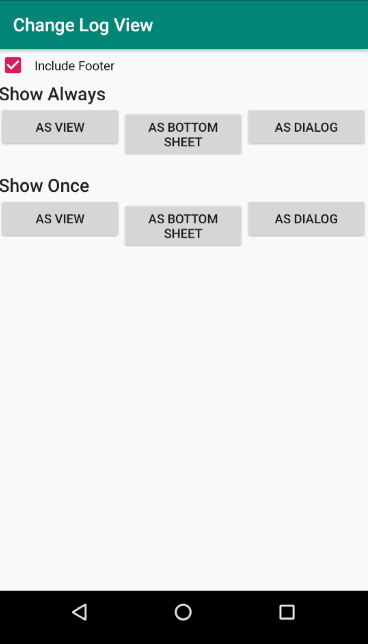 Change Log View
Include Footer
Show Always
AS VIEW
AS BOTTOM
SHEET
AS DIALOG
Show Once
AS VIEW
AS BOTTOM
SHEET
AS DIALOG